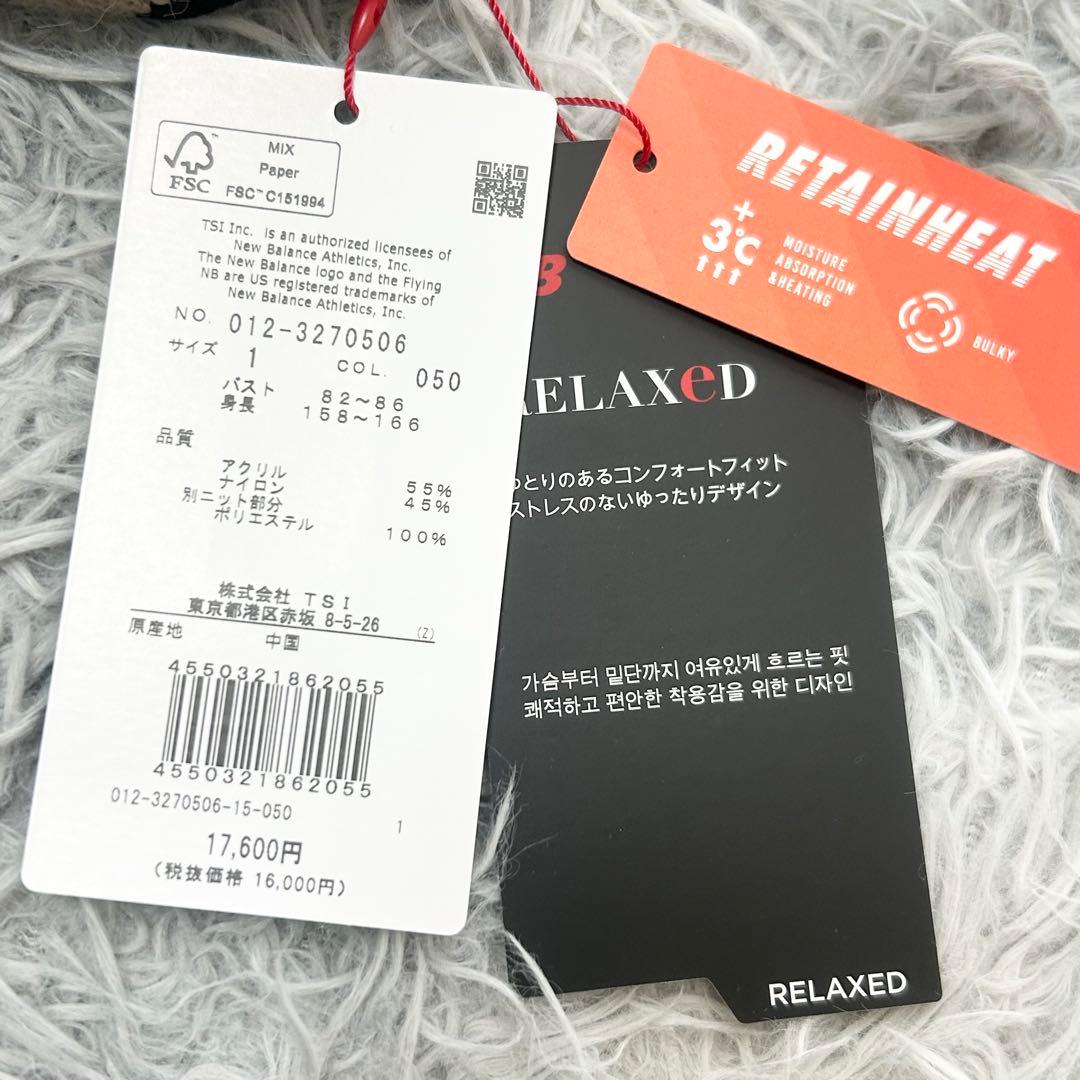 FSC
MIX
Paper
FSC™ C151994
TSI Inc. is an authorized licensees of
New Balance Athletics, Inc.
The New Balance logo and the Flying
NB are US registered trademarks of
New Balance Athletics, Inc.
NO. 012-3270506
サイズ 1 COL. 050
バスト 82～86
身長 158～166
品質
アクリル 55%
ナイロン 45%
別ニット部分
ポリエステル 100%
株式会社 TSI
東京都港区赤坂 8-5-26 (Z)
原産地 中国
4550321862055
4550321862055
012-3270506-15-050
1
17,600円
(税抜価格 16,000円)
RETAINHEAT
+3℃
MOISTURE
ABSORPTION
&HEATING
BULKY
B
ELAXeD
とりのあるコンフォートフィット
ストレスのないゆったりデザイン
가슴부터 밑단까지 여유있게 흐르는 핏
쾌적하고 편안한 착용감을 위한 디자인
RELAXED